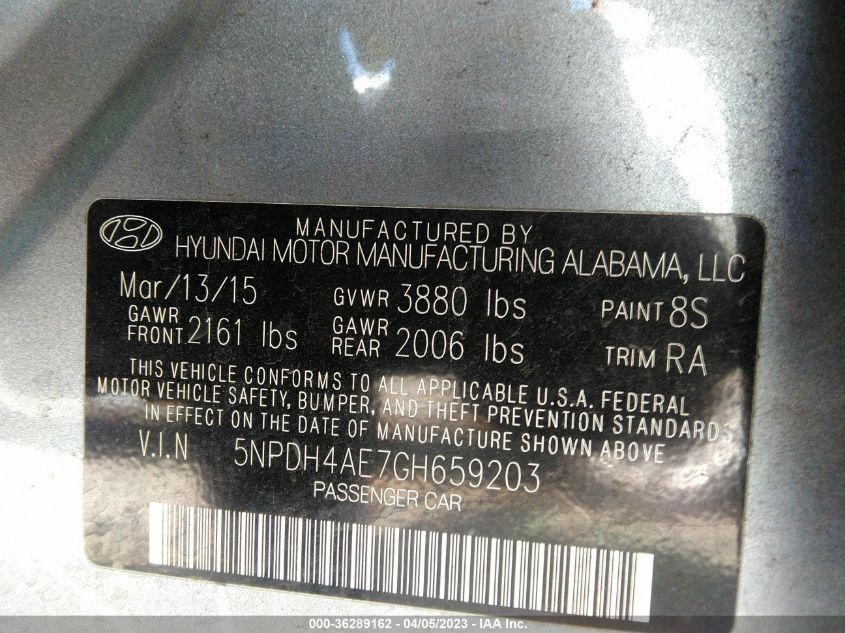 MANUFACTURED BY
HYUNDAI MOTOR MANUFACTURING ALABAMA, LLC
Mar/13/15 GVWR 3880 lbs PAINT 8S
GAWR FRONT 2161 lbs GAWR REAR 2006 lbs TRIM RA
THIS VEHICLE CONFORMS TO ALL APPLICABLE U.S.A. FEDERAL
MOTOR VEHICLE SAFETY, BUMPER, AND THEFT PREVENTION STANDARDS
IN EFFECT ON THE DATE OF MANUFACTURE SHOWN ABOVE
V.I.N 5NPDH4AE7GH659203
PASSENGER CAR
000-36289162 - 04/05/2023 - IAA Inc.